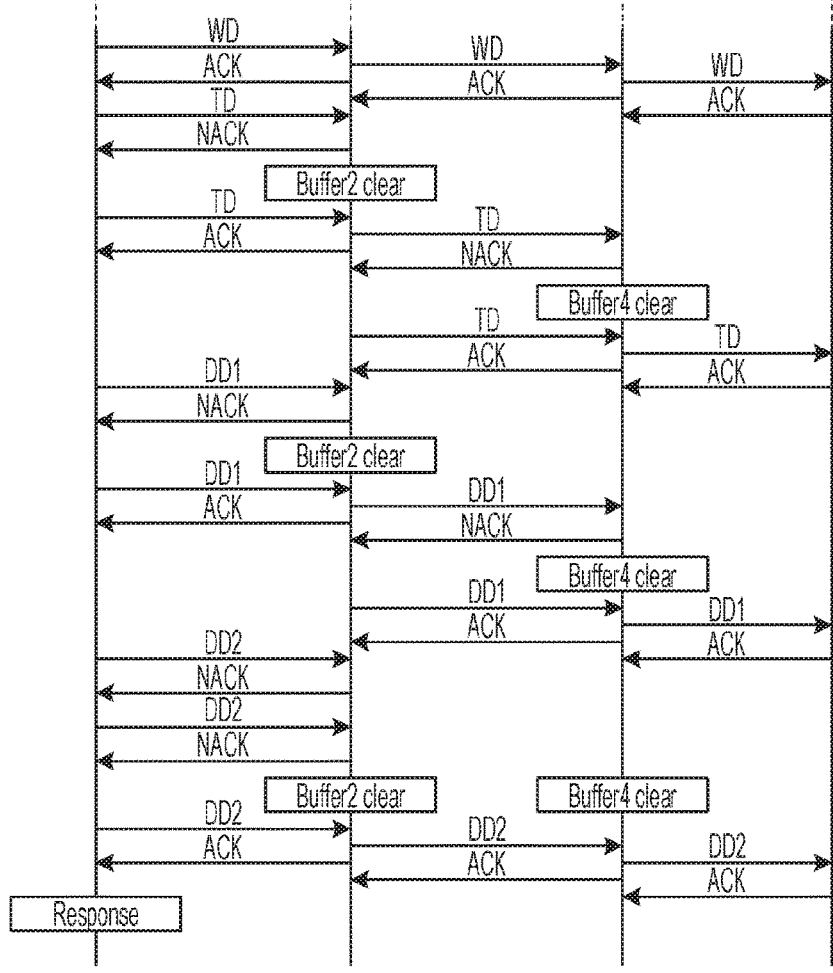 WD
WD
ACK
ACK
WD
TD
ACK
NACK
Buffer2 clear
TD
TD
ACK
NACK
Buffer4 clear
TD
TD
ACK
DD1
ACK
NACK
Buffer2 clear
DD1
DD1
ACK
NACK
Buffer4 clear
DD1
DD1
ACK
DD2
ACK
NACK
DD2
NACK
Buffer2 clear
Buffer4 clear
DD2
DD2
ACK
DD2
ACK
ACK
Response